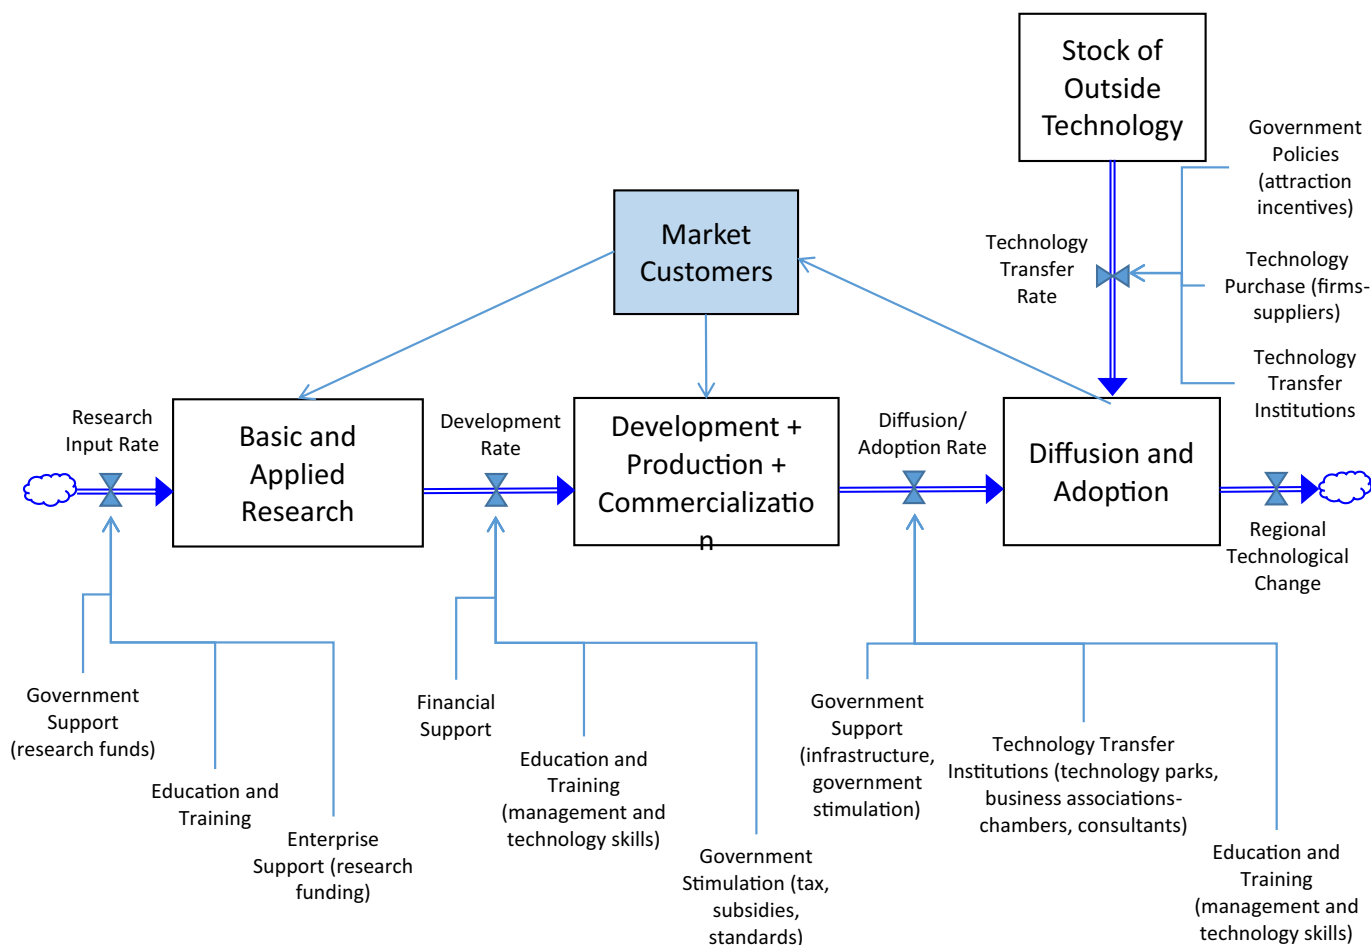 Stock of
Outside
Technology
Government
Policies
(attraction
incentives)
Market
Customers
Technology
Transfer
Rate
Technology
Purchase (firms-
suppliers)
Technology
Transfer
Institutions
Research
Input Rate
Basic and
Applied
Research
Development
Rate
Development +
Production +
Commercializatio
n
Diffusion/
Adoption Rate
Diffusion and
Adoption
Regional
Technological
Change
Government
Support
(research funds)
Education and
Training
Enterprise
Support (research
funding)
Financial
Support
Education and
Training
(management and
technology skills)
Government
Stimulation (tax,
subsidies,
standards)
Government
Support
(infrastructure,
government
stimulation)
Technology Transfer
Institutions (technology parks,
business associations-
chambers, consultants)
Education and
Training
(management and
technology skills)